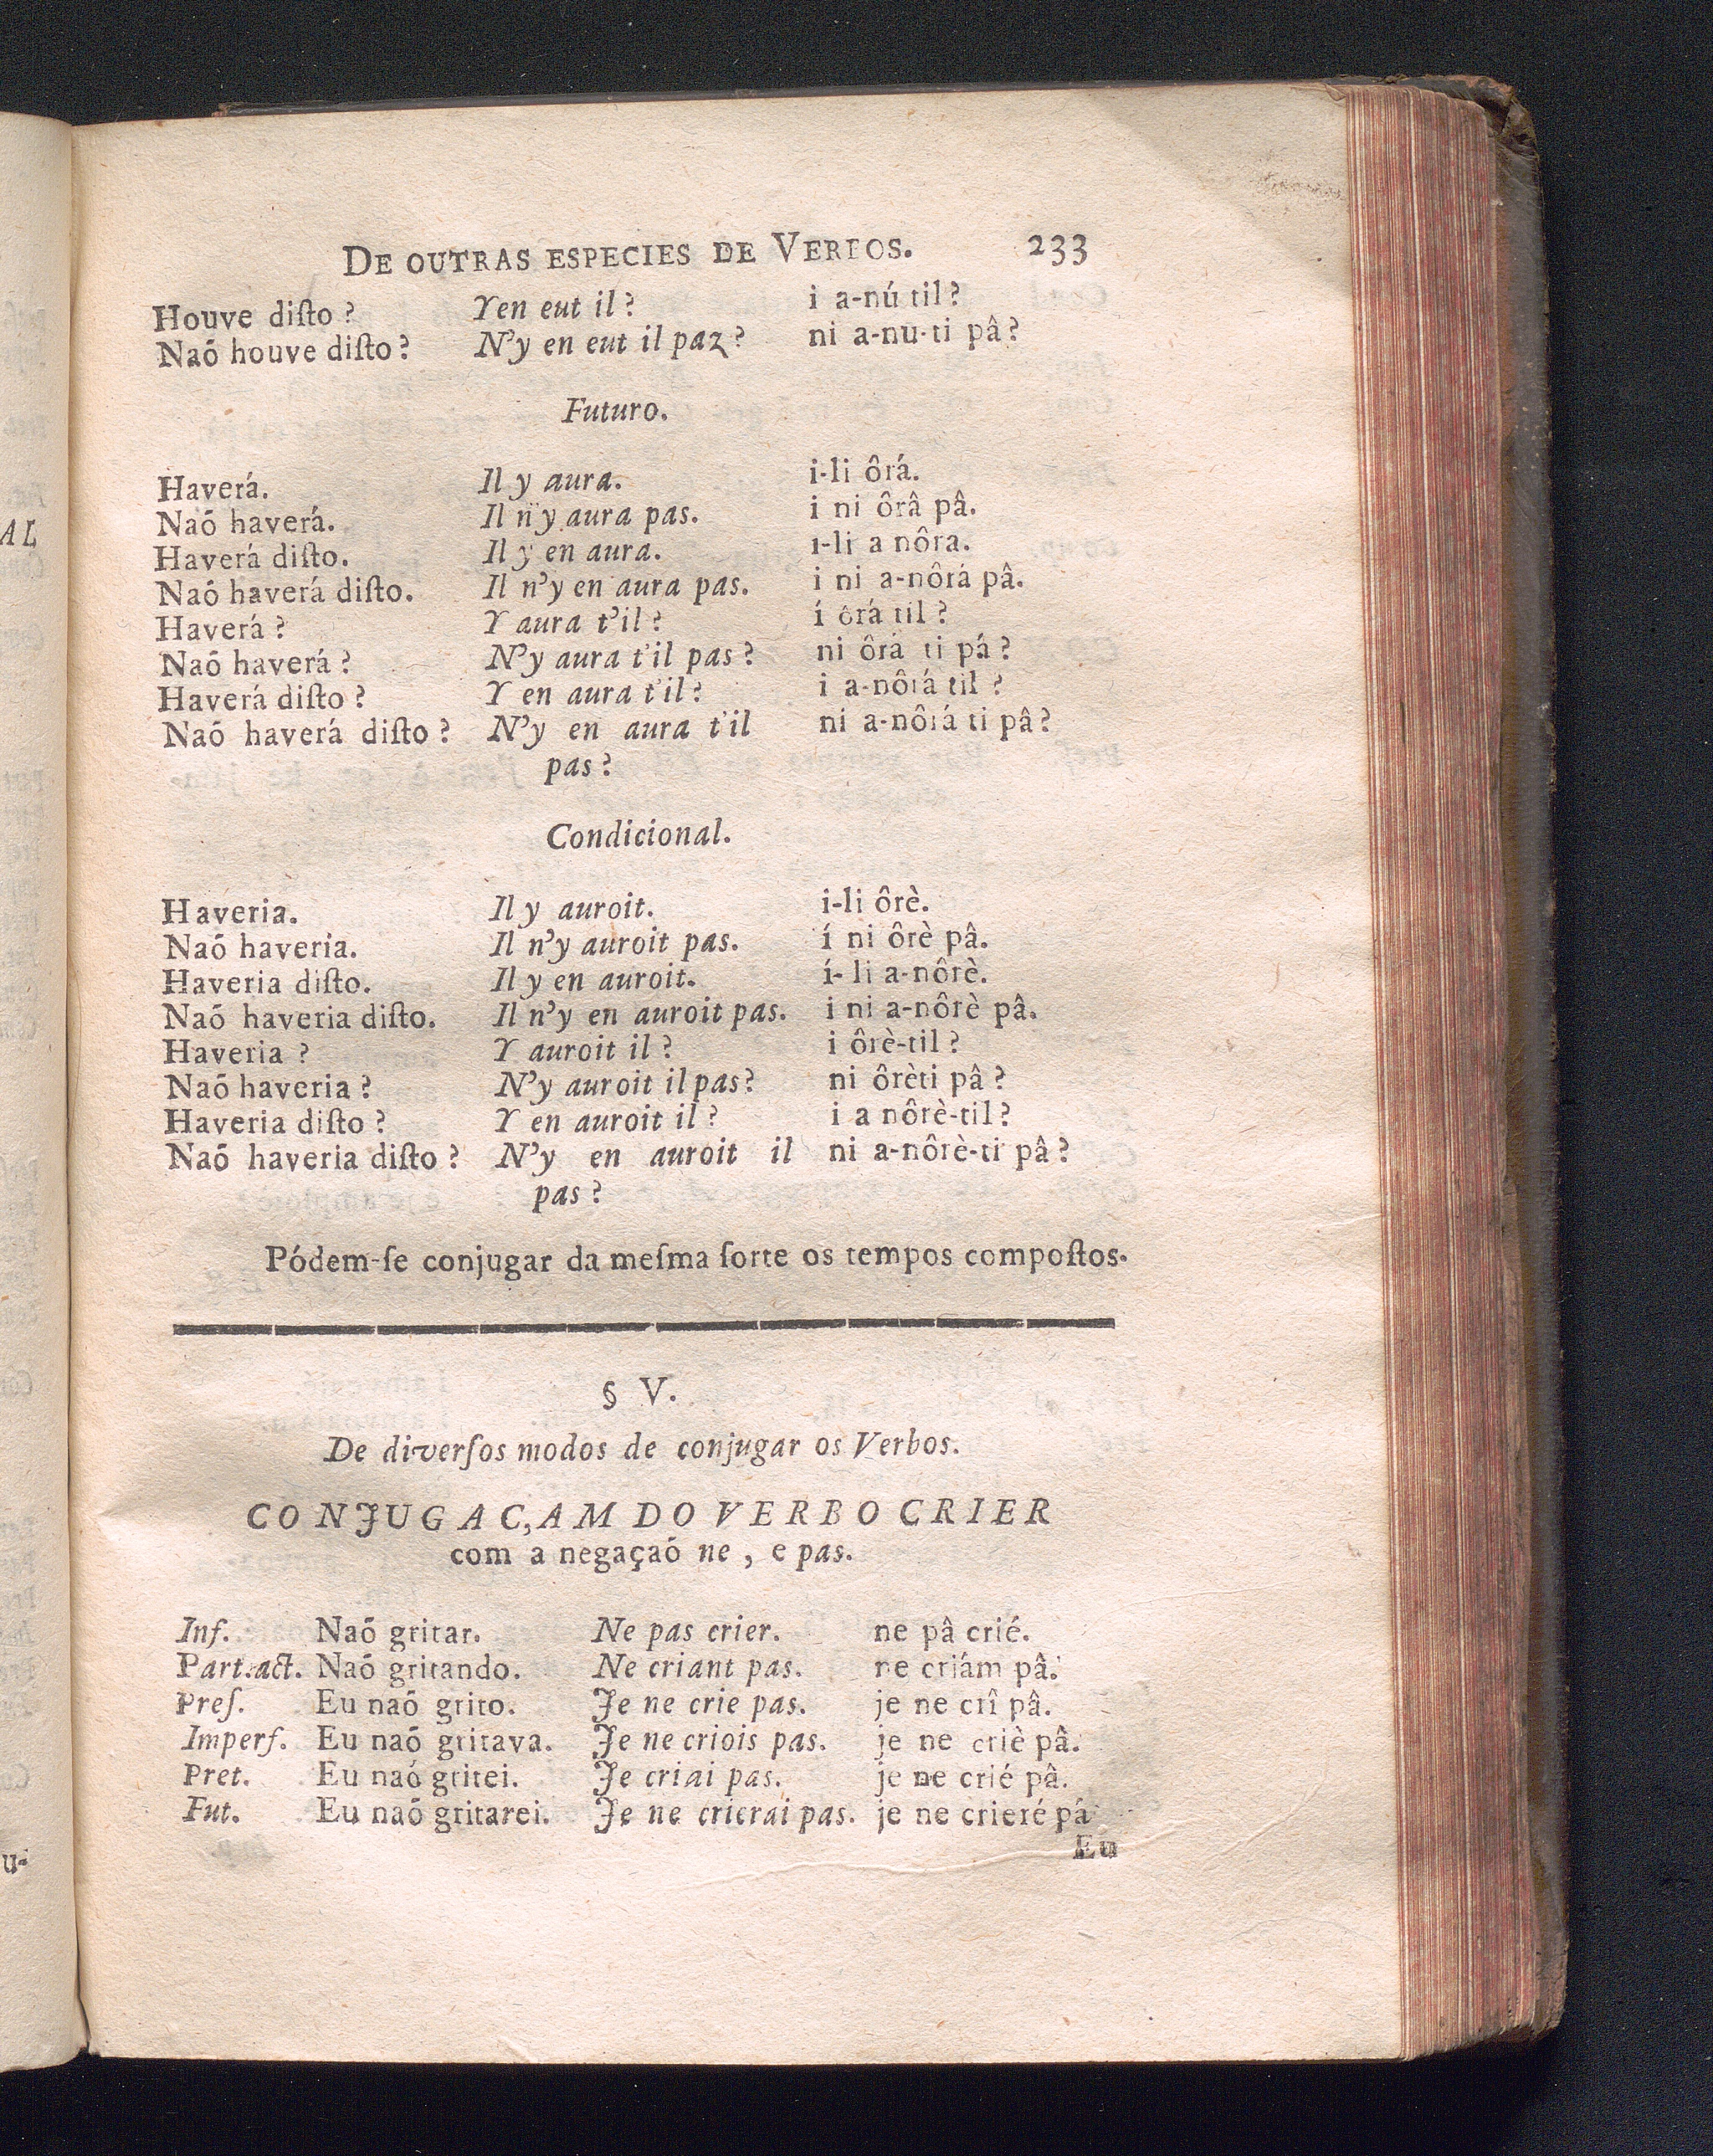 DE OUTRAS ESPECIES DE VERBOS. 233
Houve diſto? Yen eut il? i a-nú til?
Naõ houve diſto? N'y en eut il paz? ni a-nu-ti pâ?
Futuro.
Haverá. Il y aura. i-li ôrá.
Naõ haverá. Il n'y aura pas. i ni ôrâ pâ.
Haverá diſto. Il y en aura. i-li a nôra.
Naõ haverá diſto. Il n'y en aura pas. i ni a-nôrá pâ.
Haverá? Y aura t'il? í ôrá til?
Naõ haverá? N'y aura t'il pas? ni ôrá ti pá?
Haverá diſto? Y en aura t'il? i a-nôrá til?
Naõ haverá diſto? N'y en aura t'il ni a-nôrá ti pâ?
pas?
Condicional.
Haveria. Il y auroit. i-li ôrè.
Naõ haveria. Il n'y auroit pas. í ni ôrè pâ.
Haveria diſto. Il y en auroit. í-li a-nôrè.
Naõ haveria diſto. Il n'y en auroit pas. i ni a-nôrè pâ.
Haveria? Y auroit il? i ôrè-til?
Naõ haveria? N'y auroit il pas? ni ôrèti pâ?
Haveria diſto? Y en auroit il? i a nôrè-til?
Naõ haveria diſto? N'y en auroit il ni a-nôrè-ti pâ?
pas?
Pódem-ſe conjugar da meſma ſorte os tempos compoſtos.
§ V.
De diverſos modos de conjugar os Verbos.
CONJUGAC,AM DO VERBO CRIER
com a negaçaõ ne, e pas.
Inf. Naõ gritar. Ne pas crier. ne pâ crié.
Part.act. Naõ gritando. Ne criant pas. ne criám pâ.
Preſ. Eu naõ grito. Je ne crie pas. je ne crî pâ.
Imperf. Eu naõ gritava. Je ne criois pas. je ne criè pâ.
Pret. Eu naõ gritei. Je criai pas. je ne crié pâ.
Fut. Eu naõ gritarei. Je ne crierai pas. je ne crieré pá
Eu
AL
u-